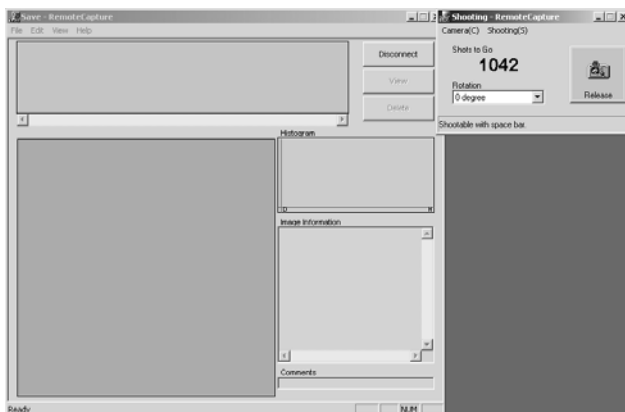 Save - RemoteCapture
File Edit View Help
Disconnect
View
Delete
Histogram
Image Information
Comments
Ready
NUM
Shooting - RemoteCapture
Camera(C) Shooting(S)
Shots to Go
1042
Rotation
0 degree
Release
Shootable with space bar.